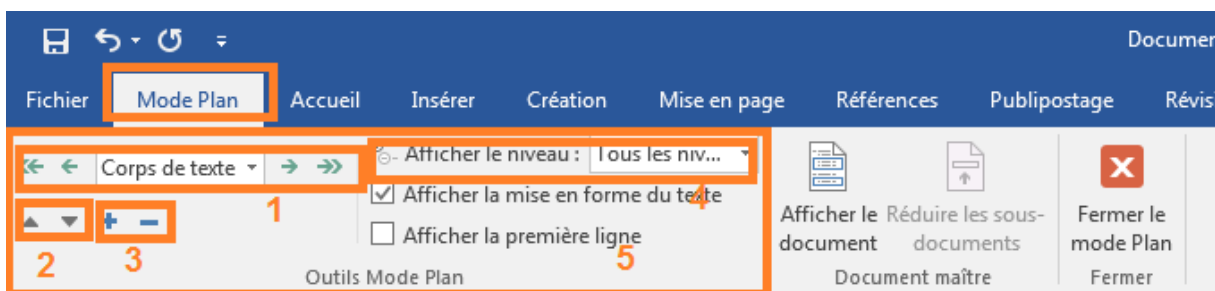 Documen
Fichier Mode Plan Accueil Insérer Création Mise en page Références Publipostage Révis
Corps de texte Afficher le niveau : Tous les niv...
1 Afficher la mise en forme du texte 4
Afficher la première ligne
2 3 5
Afficher le document Réduire les sous-documents Fermer le mode Plan
Outils Mode Plan Document maître Fermer